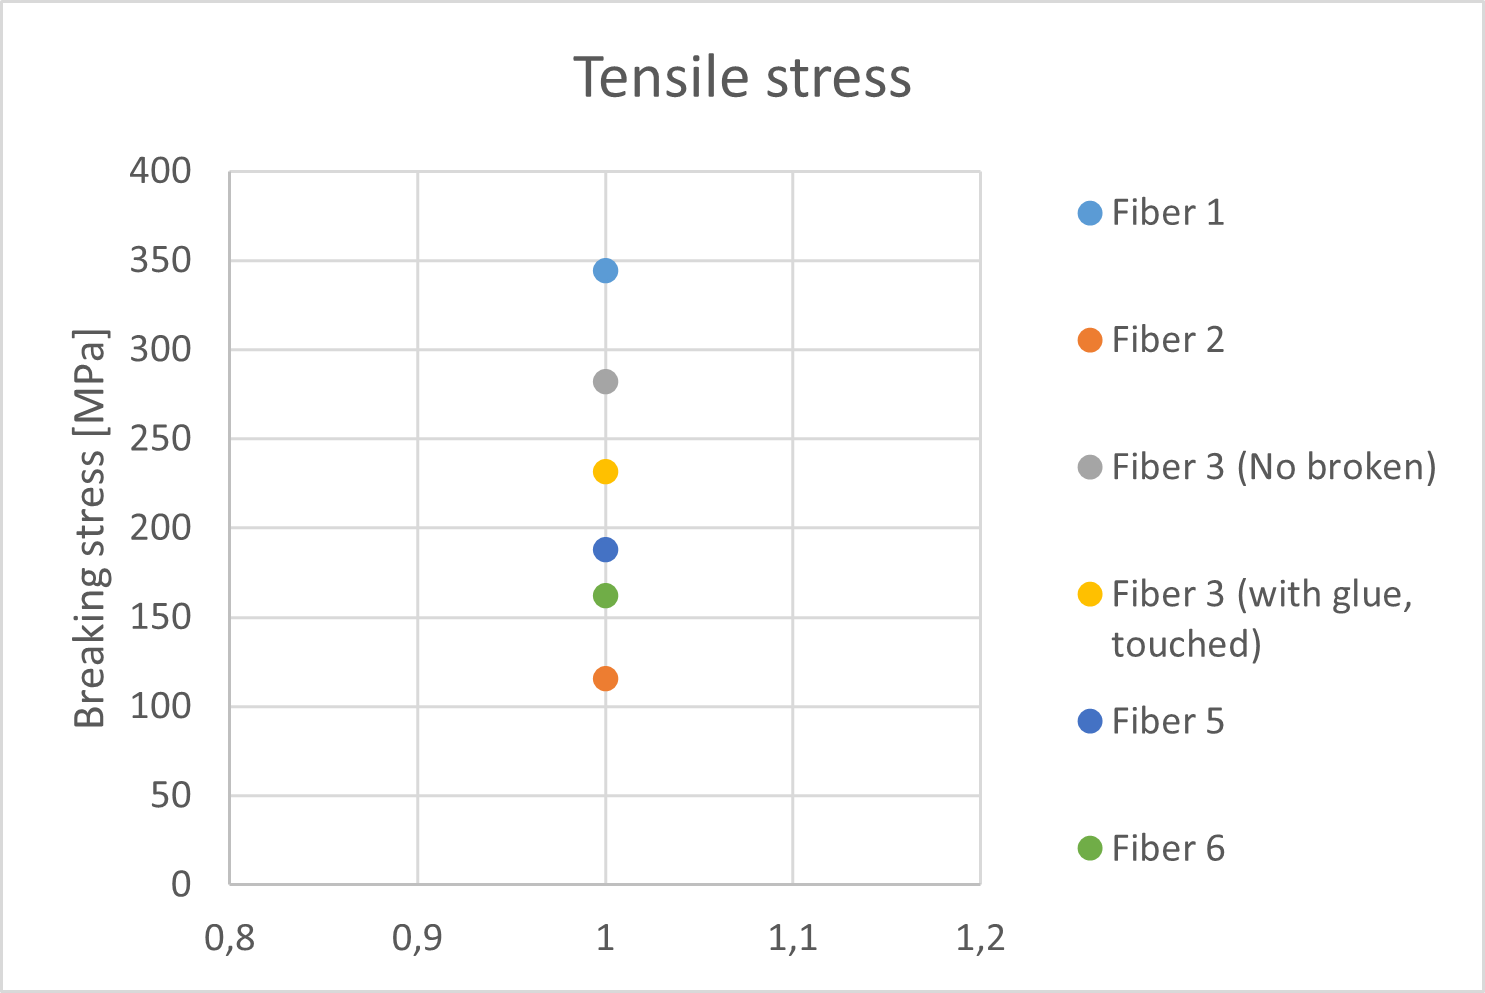 Tensile stress
Breaking stress [MPa]
400
350
300
250
200
150
100
50
0
0,8
0,9
1
1,1
1,2
Fiber 1
Fiber 2
Fiber 3 (No broken)
Fiber 3 (with glue,
touched)
Fiber 5
Fiber 6